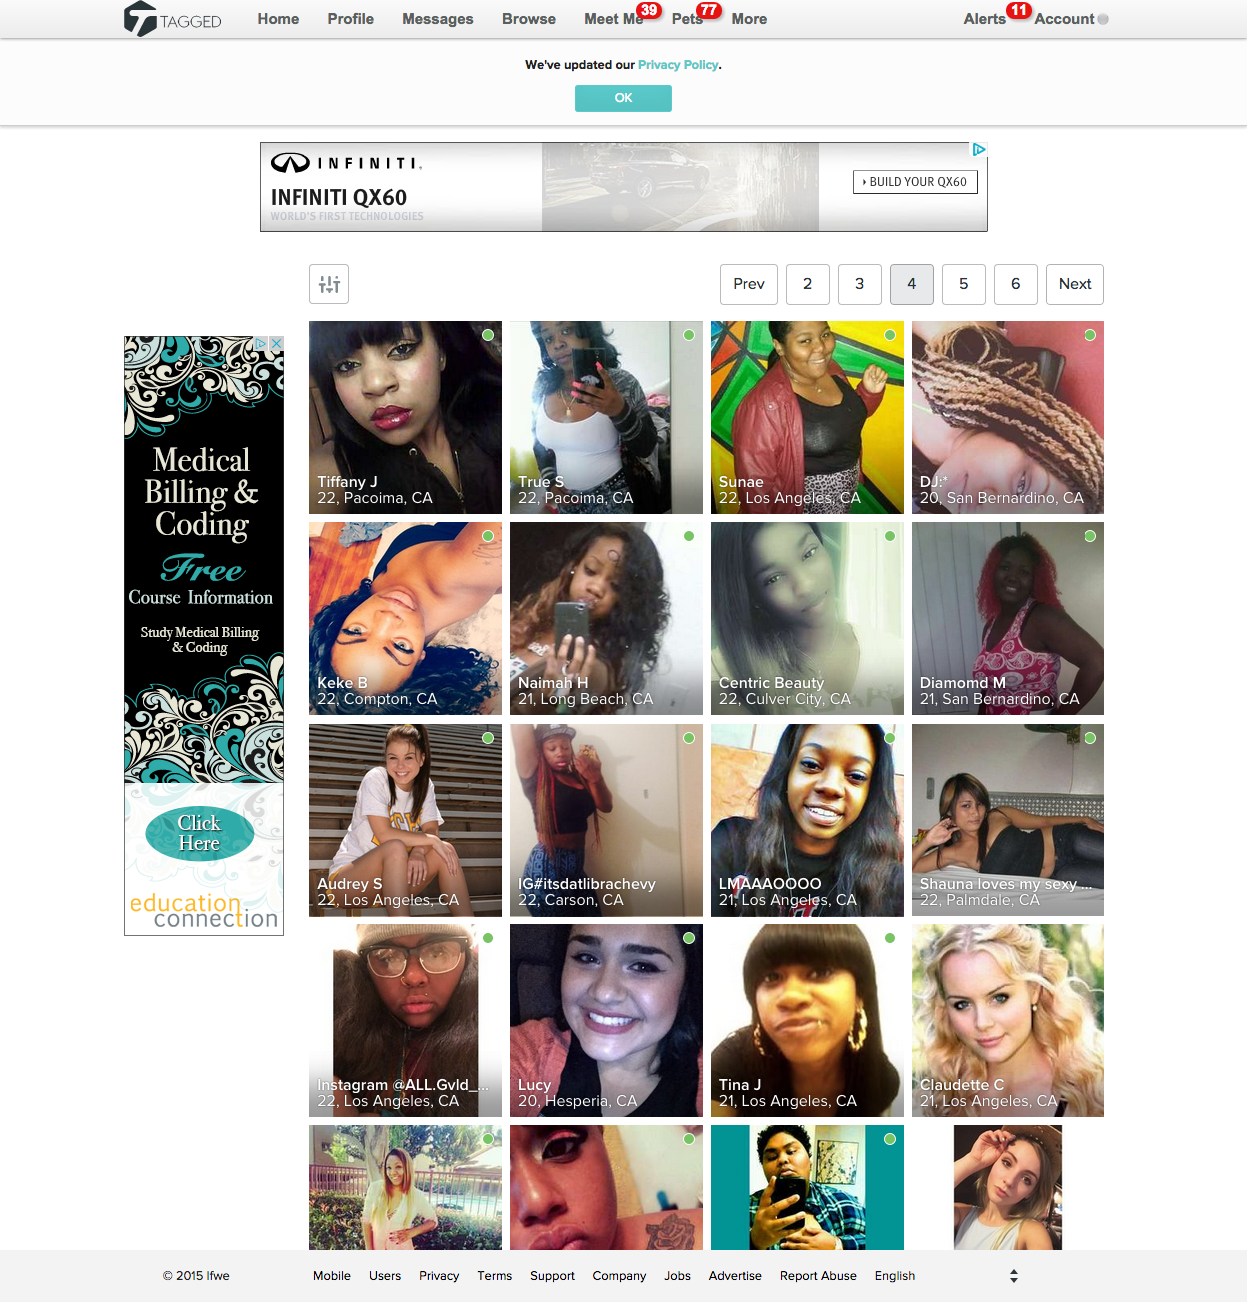 TAGGED
Home Profile Messages Browse Meet Me 39 Pets 77 More Alerts 11 Account
We've updated our Privacy Policy.
OK
INFINITI
INFINITI QX60
WORLD'S FIRST TECHNOLOGIES
BUILD YOUR QX60
Prev 2 3 4 5 6 Next
Medical
Billing &
Coding
Free
Course Information
Study Medical Billing
& Coding
Click
Here
education
connection
Tiffany J
22, Pacoima, CA
True S
22, Pacoima, CA
Sunae
22, Los Angeles, CA
DJ:*
20, San Bernardino, CA
Keke B
22, Compton, CA
Naimah H
21, Long Beach, CA
Centric Beauty
22, Culver City, CA
Diamomd M
21, San Bernardino, CA
Audrey S
22, Los Angeles, CA
IG#itsdatlibrachevy
22, Carson, CA
LMAAAOOOO
21, Los Angeles, CA
Shauna loves my sexy ...
22, Palmdale, CA
Instagram @ALL.Gvld_...
22, Los Angeles, CA
Lucy
20, Hesperia, CA
Tina J
21, Los Angeles, CA
Claudette C
21, Los Angeles, CA
© 2015 Ifwe Mobile Users Privacy Terms Support Company Jobs Advertise Report Abuse English